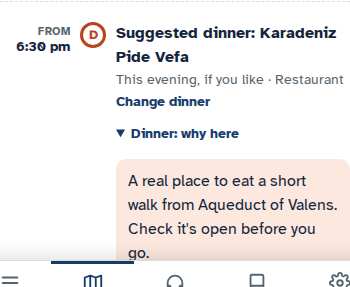 FROM
6:30 pm
D
Suggested dinner: Karadeniz
Pide Vefa
This evening, if you like · Restaurant
Change dinner
▼ Dinner: why here
A real place to eat a short
walk from Aqueduct of Valens.
Check it's open before you
go.